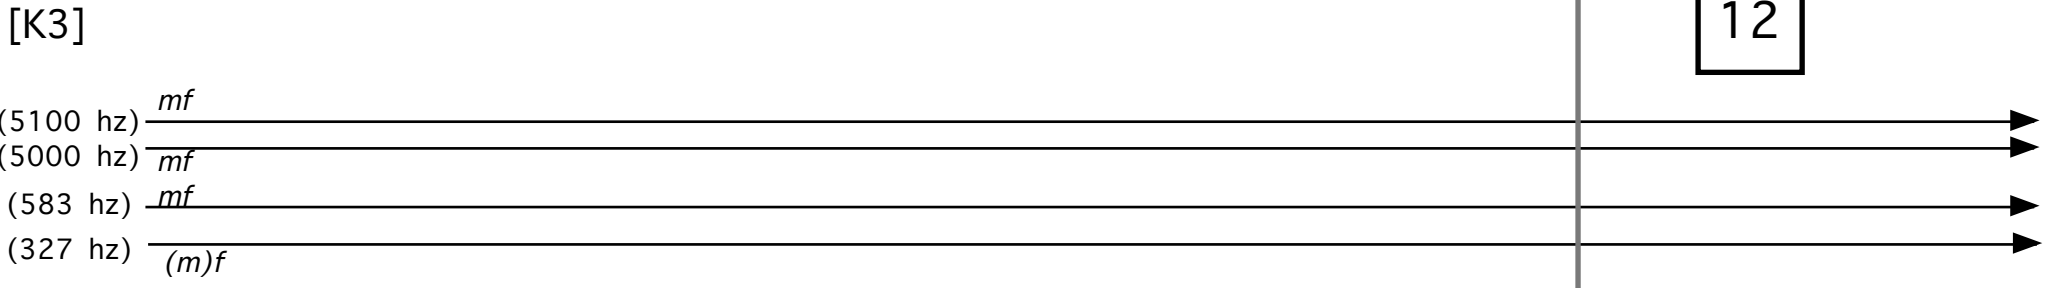 [K3]
12
mf
(5100 hz)
(5000 hz) mf
(583 hz) mf
(327 hz)
(m)f